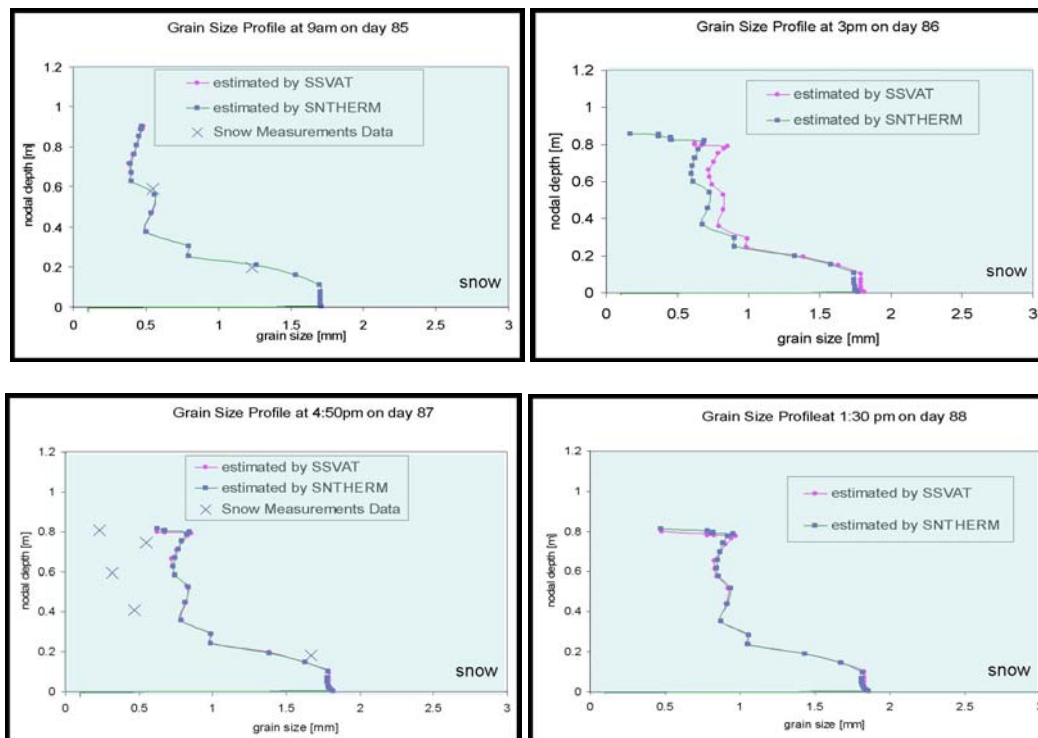 Grain Size Profile at 9am on day 85
estimated by SSVAT
estimated by SNTHERM
Snow Measurements Data
nodal depth [m]
1.2
1
0.8
0.6
0.4
0.2
0
snow
0 0.5 1 1.5 2 2.5 3
grain size [mm]
Grain Size Profile at 3pm on day 86
estimated by SSVAT
estimated by SNTHERM
nodal depth [m]
1.2
1
0.8
0.6
0.4
0.2
0
snow
0 0.5 1 1.5 2 2.5 3
grain size [mm]
Grain Size Profile at 4:50pm on day 87
estimated by SSVAT
estimated by SNTHERM
Snow Measurements Data
nodal depth [m]
1.2
1
0.8
0.6
0.4
0.2
0
snow
0 0.5 1 1.5 2 2.5 3
grain size [mm]
Grain Size Profileat 1:30 pm on day 88
estimated by SSVAT
estimated by SNTHERM
nodal depth [m]
1.2
1
0.8
0.6
0.4
0.2
0
snow
0 0.5 1 1.5 2 2.5 3
grain size [mm]